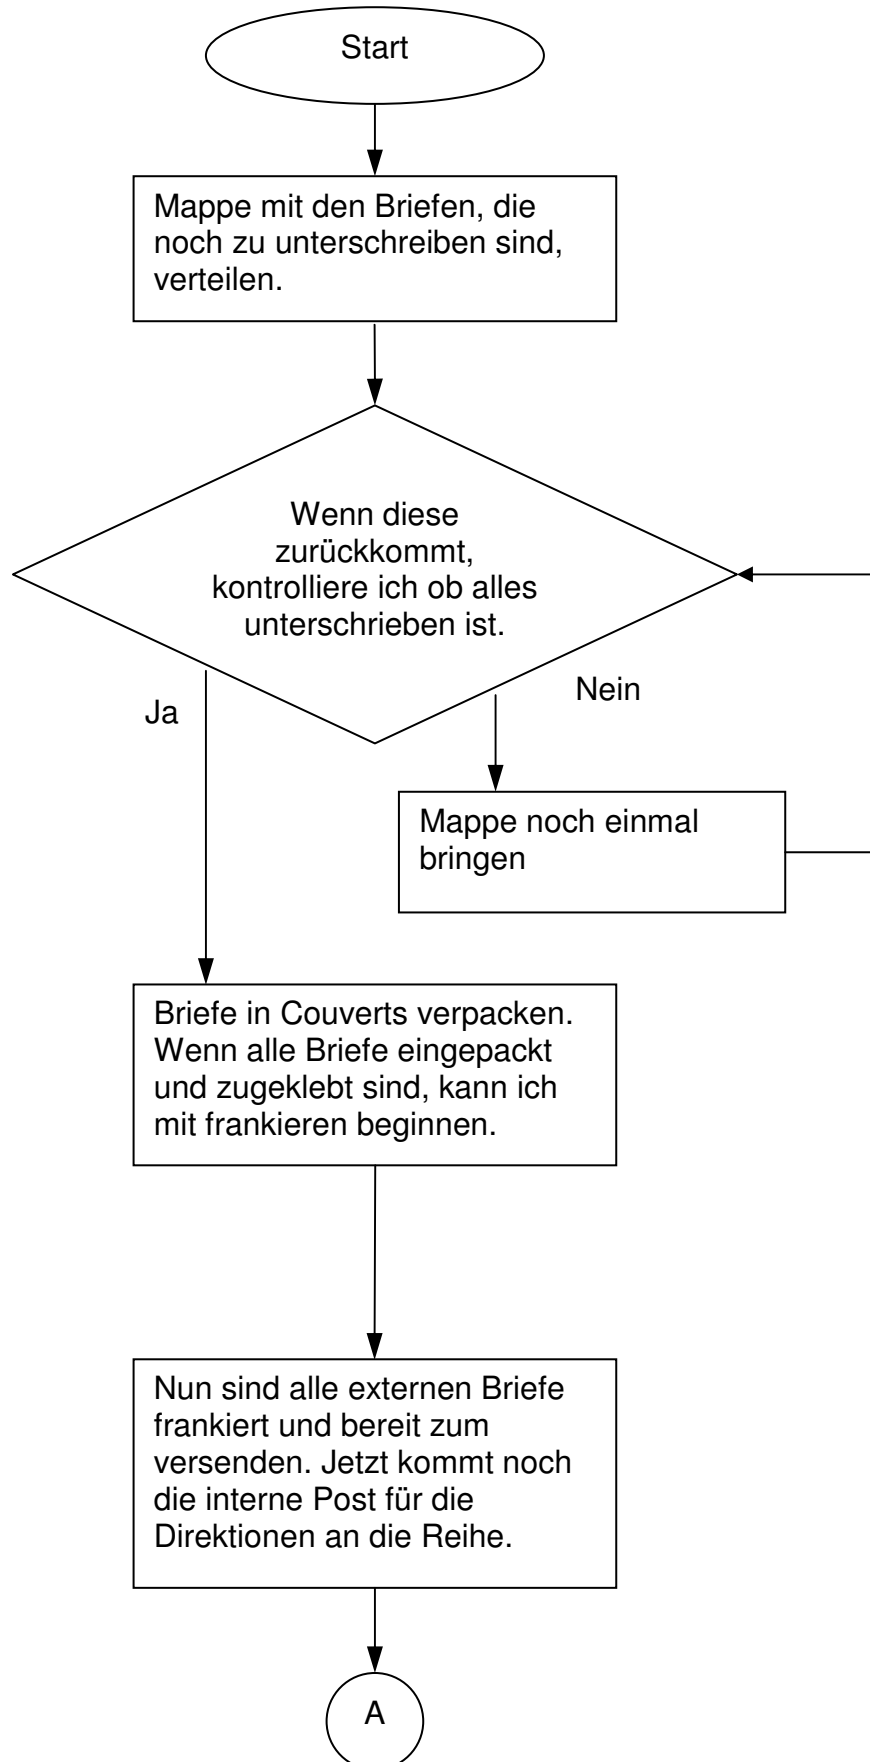 Start
Mappe mit den Briefen, die
noch zu unterschreiben sind,
verteilen.
Wenn diese
zurückkommt,
kontrolliere ich ob alles
unterschrieben ist.
Nein
Ja
Mappe noch einmal
bringen
Briefe in Couverts verpacken.
Wenn alle Briefe eingepackt
und zugeklebt sind, kann ich
mit frankieren beginnen.
Nun sind alle externen Briefe
frankiert und bereit zum
versenden. Jetzt kommt noch
die interne Post für die
Direktionen an die Reihe.
A